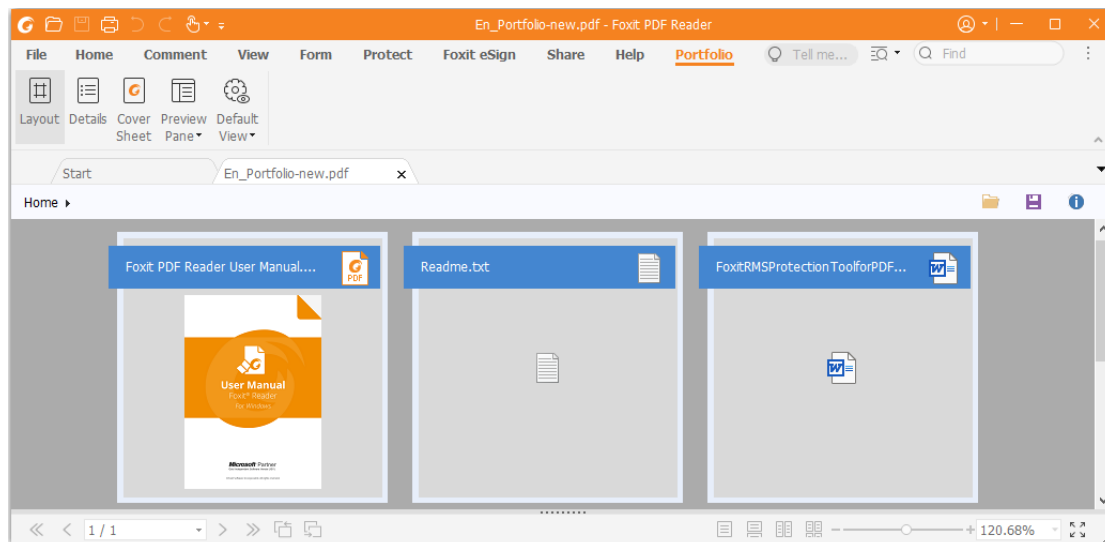 En_Portfolio-new.pdf - Foxit PDF Reader
File Home Comment View Form Protect Foxit eSign Share Help Portfolio Tell me... Find
Layout Details Cover Sheet Preview Pane Default View
Start En_Portfolio-new.pdf
Home
Foxit PDF Reader User Manual.... PDF
Readme.txt
FoxitRMSProtectionToolforPDF...
User Manual
Foxit® Reader
For Windows
Microsoft Partner
1 / 1 120.68%